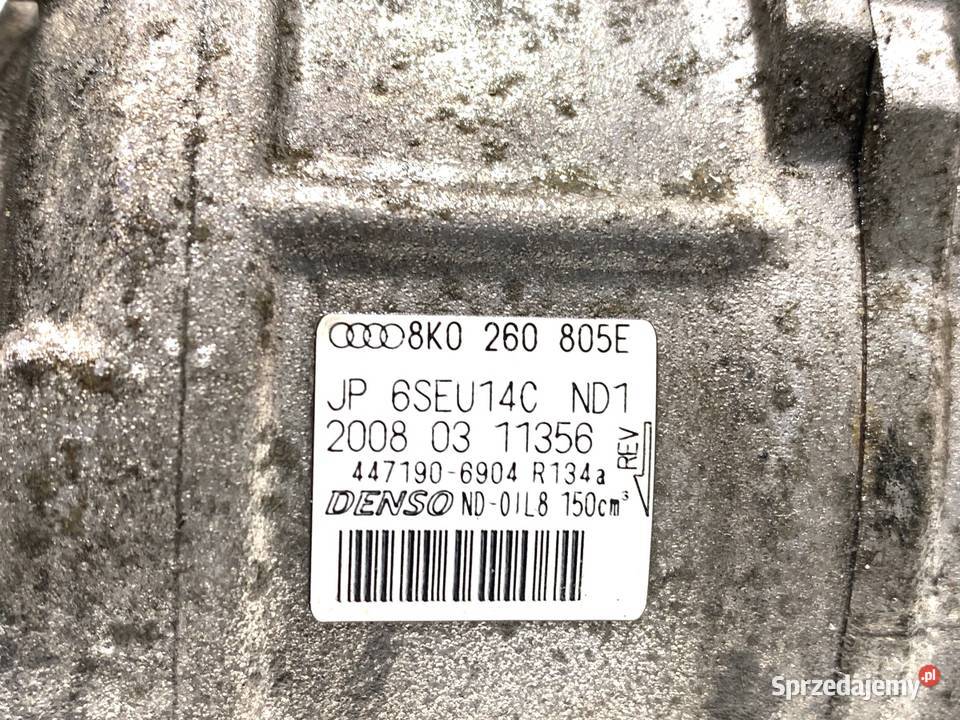 8K0 260 805E
JP 6SEU14C ND1
2008 03 11356
REV
447190-6904 R134a
DENSO ND-OIL8 150cm³
Sprzedajemy.pl